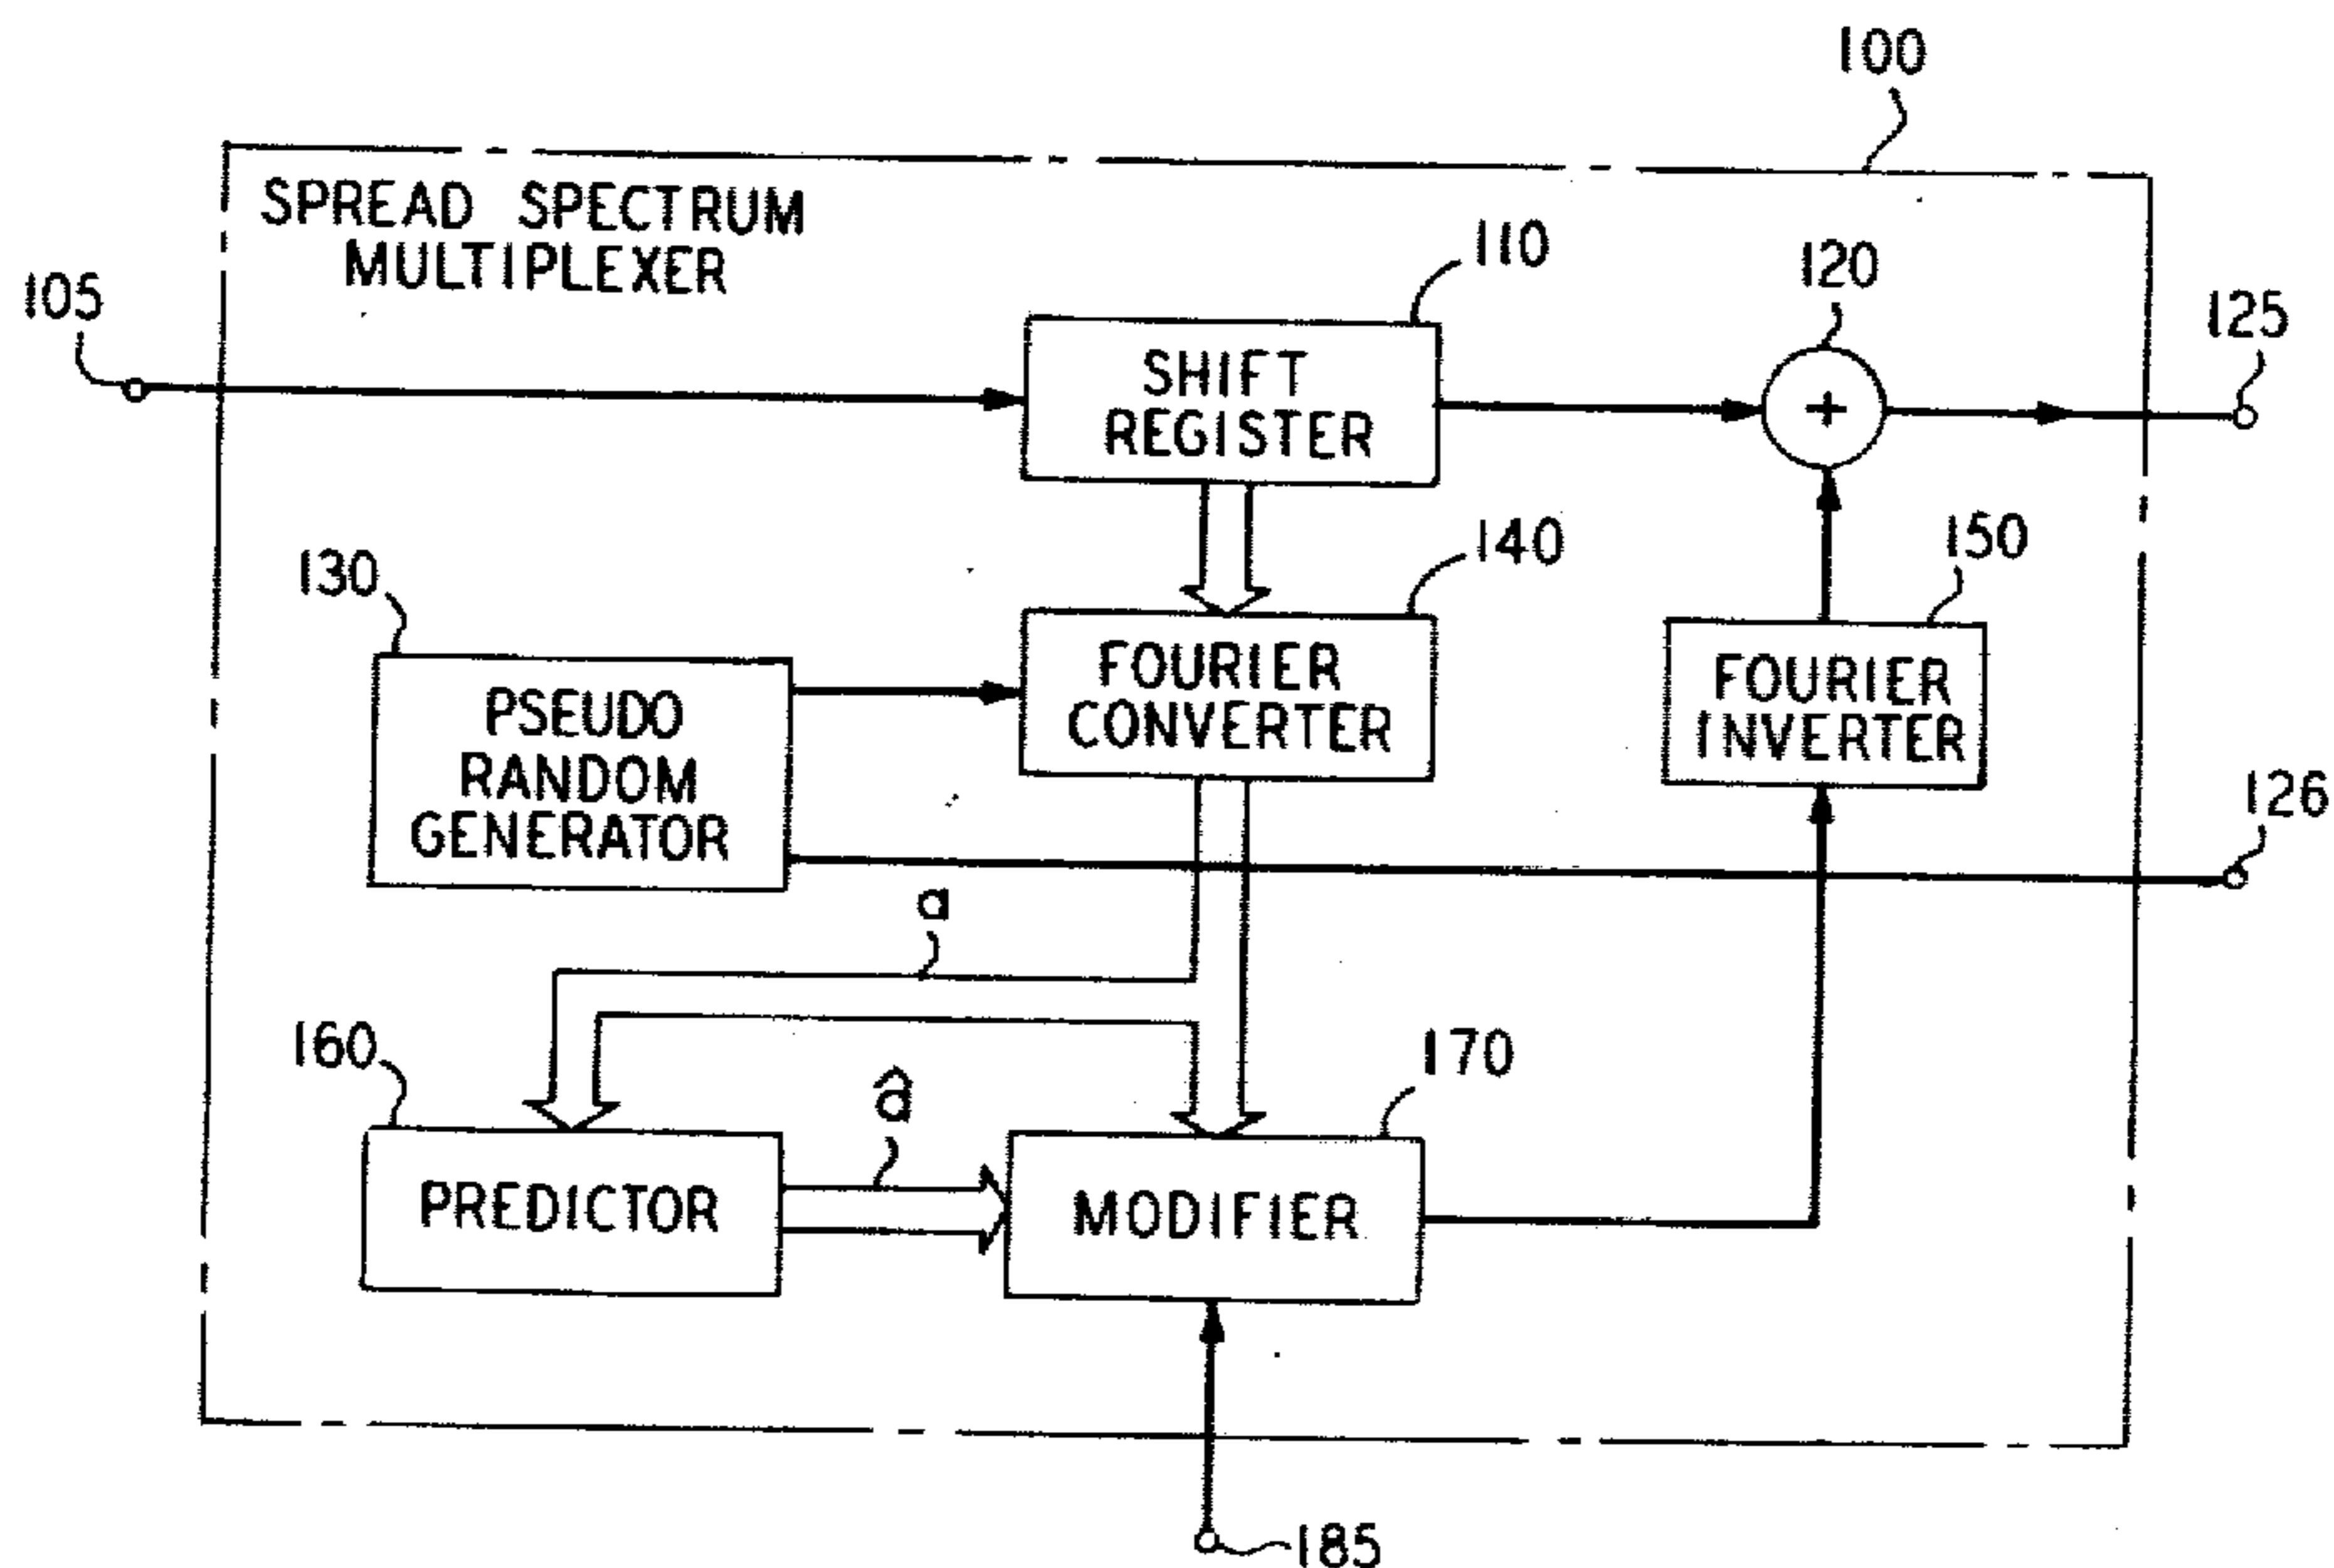 100
SPREAD SPECTRUM
MULTIPLEXER
110
120
105
125
SHIFT
REGISTER
+
130
140
150
PSEUDO
RANDOM
GENERATOR
FOURIER
CONVERTER
FOURIER
INVERTER
126
a
160
â
170
PREDICTOR
MODIFIER
185